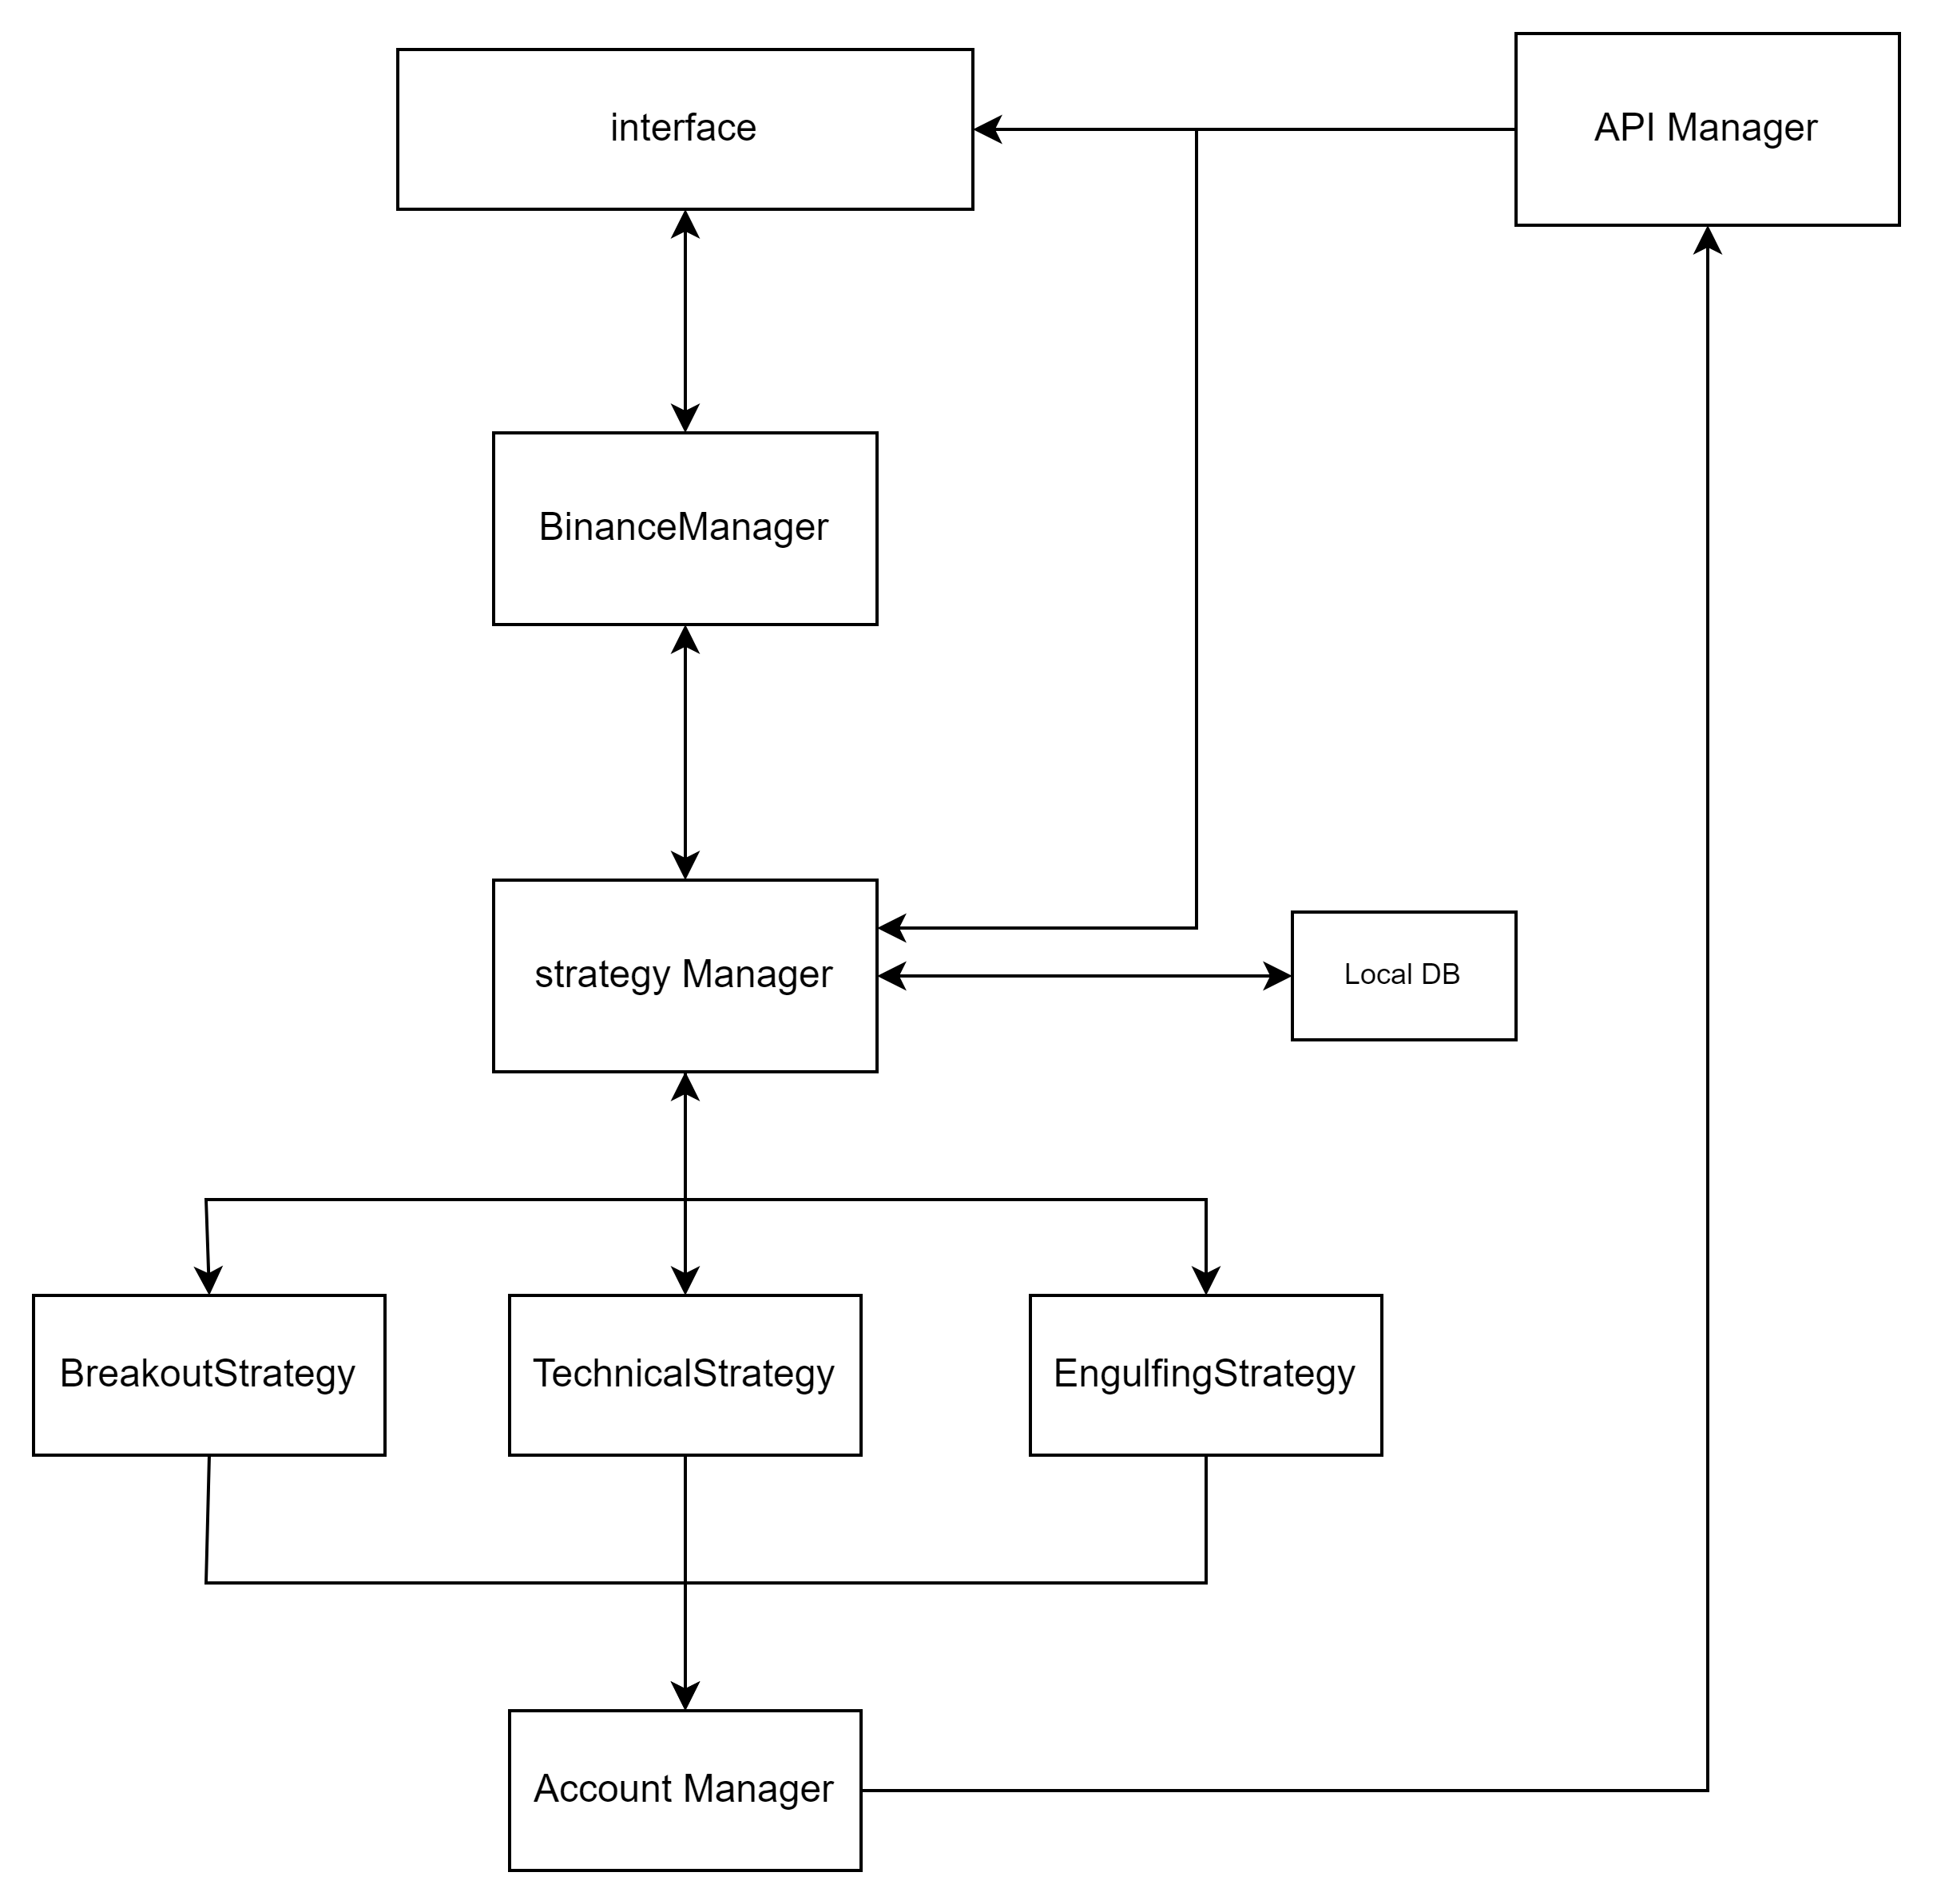 interface
API Manager
BinanceManager
strategy Manager
Local DB
BreakoutStrategy
TechnicalStrategy
EngulfingStrategy
Account Manager